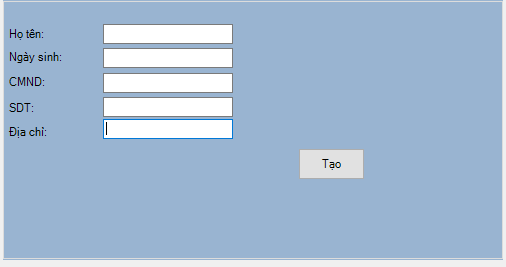 Họ tên:
Ngày sinh:
CMND:
SDT:
Địa chỉ:
Tạo